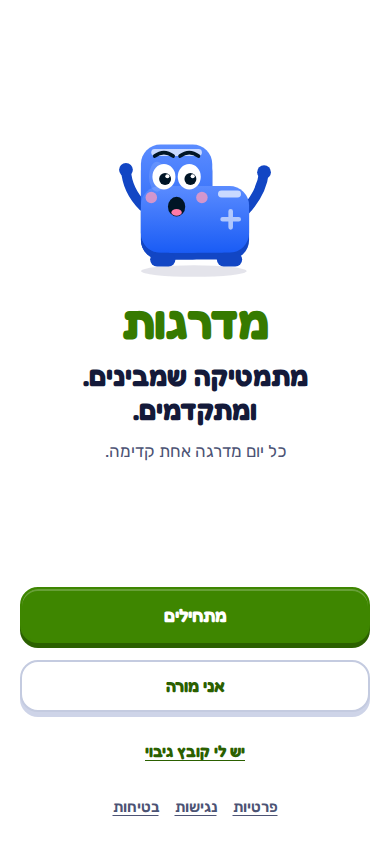 מדרגות
מתמטיקה שמבינים.
ומתקדמים.
כל יום מדרגה אחת קדימה.
מתחילים
אני מורה
יש לי קובץ גיבוי
פרטיות נגישות בטיחות